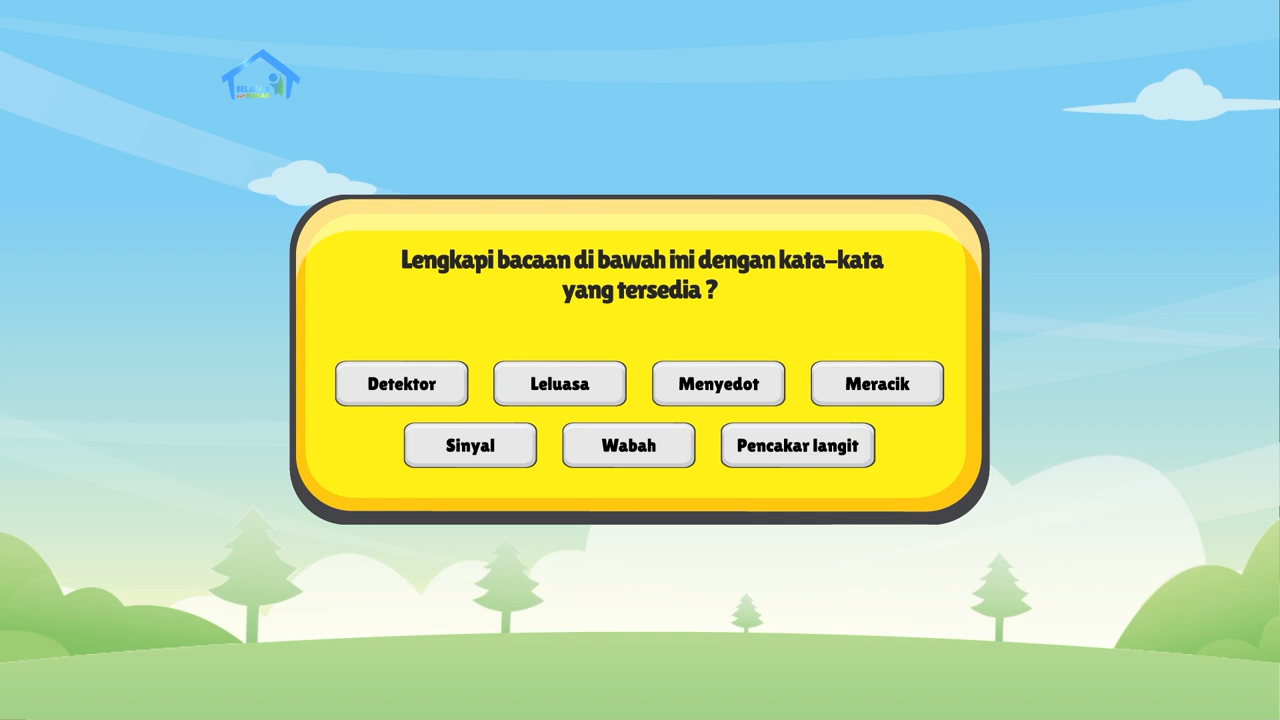 Lengkapi bacaan di bawah ini dengan kata-kata
yang tersedia ?
Detektor
Leluasa
Menyedot
Meracik
Sinyal
Wabah
Pencakar langit